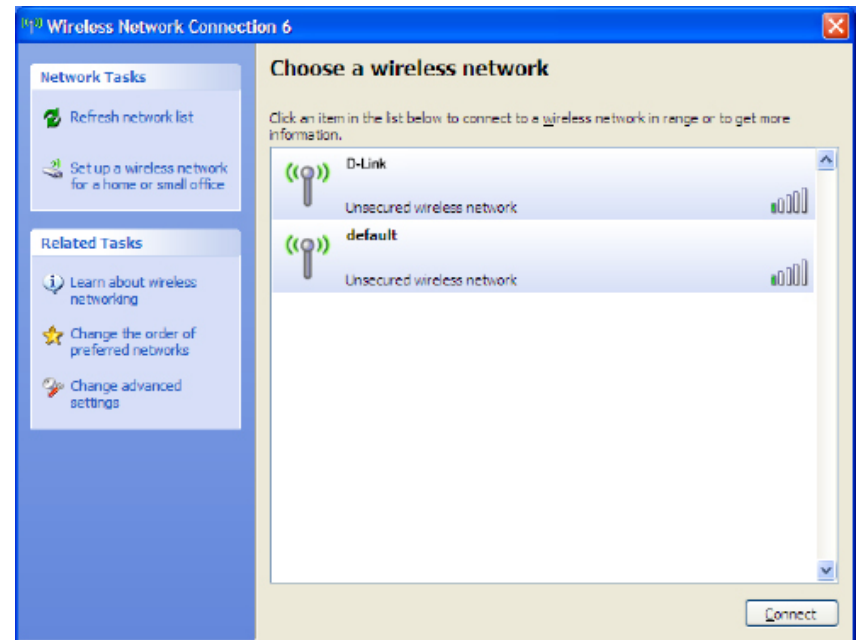 Wireless Network Connection 6
Network Tasks
Refresh network list
Set up a wireless network
for a home or small office
Related Tasks
Learn about wireless
networking
Change the order of
preferred networks
Change advanced
settings
Choose a wireless network
Click an item in the list below to connect to a wireless network in range or to get more
information.
D-Link
Unsecured wireless network
default
Unsecured wireless network
Connect